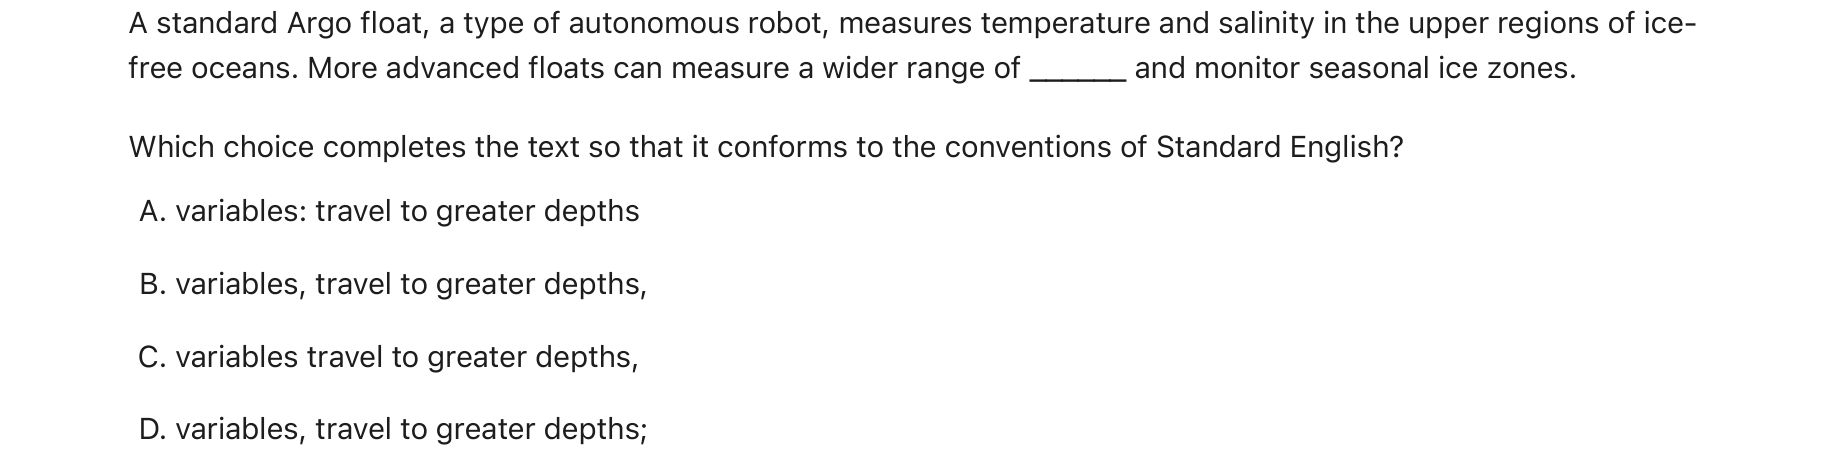 A standard Argo float, a type of autonomous robot, measures temperature and salinity in the upper regions of ice-
free oceans. More advanced floats can measure a wider range of ______ and monitor seasonal ice zones.
Which choice completes the text so that it conforms to the conventions of Standard English?
A. variables: travel to greater depths
B. variables, travel to greater depths,
C. variables travel to greater depths,
D. variables, travel to greater depths;